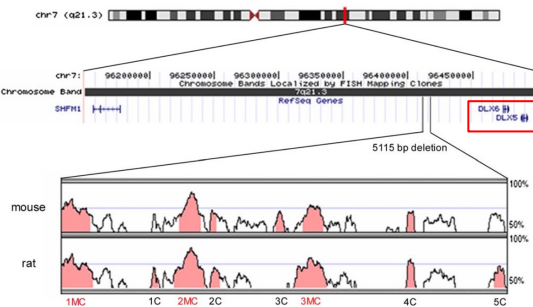 chr7 (q21.3)
chr7: 96200000| 96250000| 96300000| 96350000| 96400000| 96450000|
Chromosome Bands Localized by FISH Mapping Clones
Chromosome Band 7q21.3
RefSeq Genes
SHFM1 DLX6
DLX5
5115 bp deletion
100%
mouse
50%
100%
rat
50%
1MC 1C 2MC 2C 3C 3MC 4C 5C